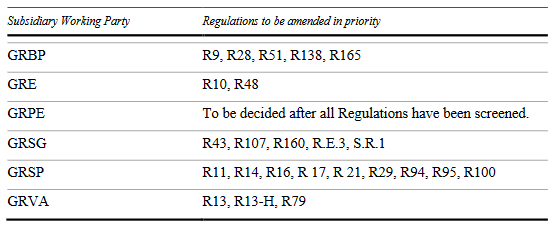 Subsidiary Working Party Regulations to be amended in priority
GRBP R9, R28, R51, R138, R165
GRE R10, R48
GRPE To be decided after all Regulations have been screened.
GRSG R43, R107, R160, R.E.3, S.R.1
GRSP R11, R14, R16, R 17, R 21, R29, R94, R95, R100
GRVA R13, R13-H, R79